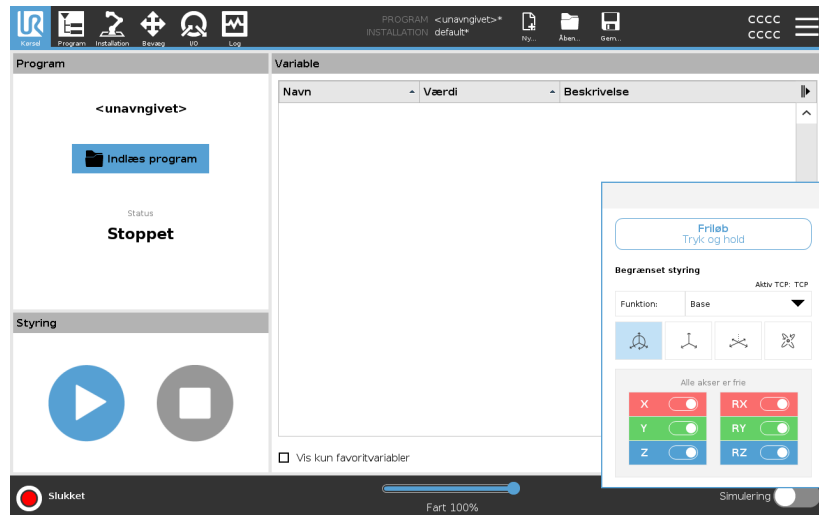 UR
PROGRAM <unavngivet>*
INSTALLATION default*
Kørsel Program Installation Bevæg I/O Log
Ny... Åben... Gem...
cccc
cccc
Program
<unavngivet>
Indlæs program
Status
Stoppet
Styring
Variable
Navn Værdi Beskrivelse
Vis kun favoritvariabler
Friløb
Tryk og hold
Begrænset styring
Aktiv TCP: TCP
Funktion: Base
Alle akser er frie
X RX
Y RY
Z RZ
Slukket
Fart 100%
Simulering